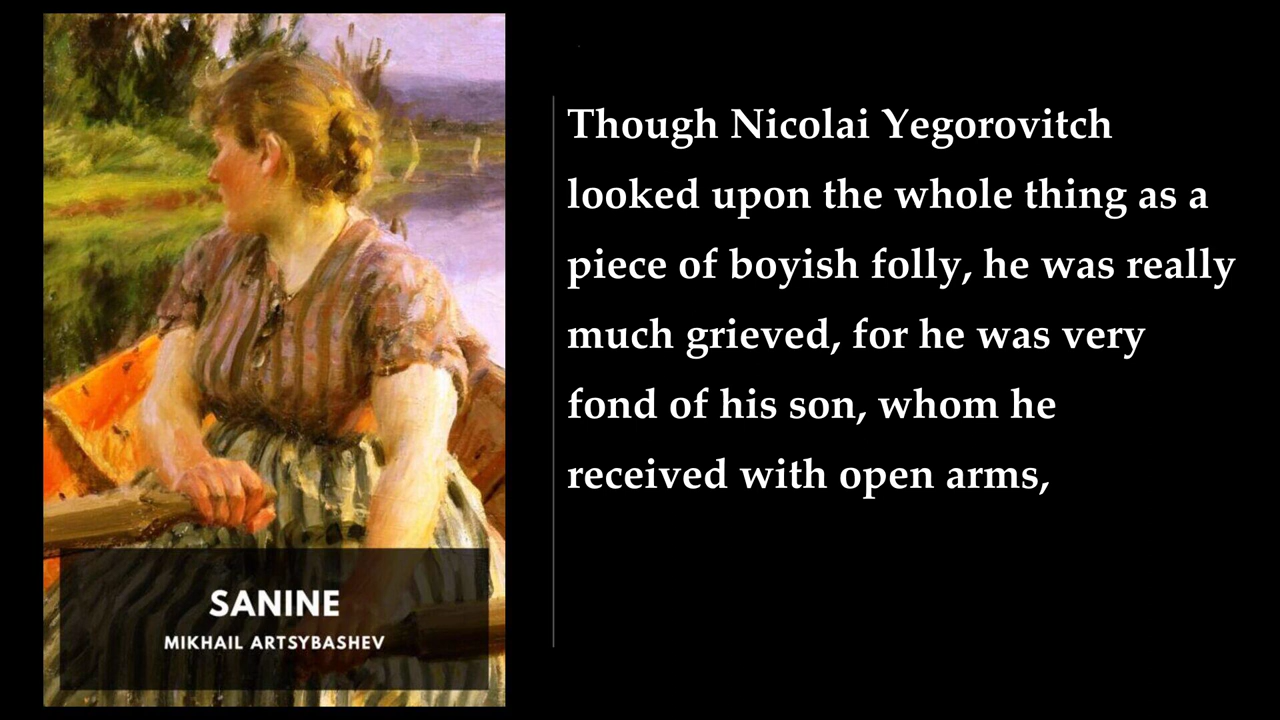 SANINE
MIKHAIL ARTSYBASHEV
Though Nicolai Yegorovitch
looked upon the whole thing as a
piece of boyish folly, he was really
much grieved, for he was very
fond of his son, whom he
received with open arms,